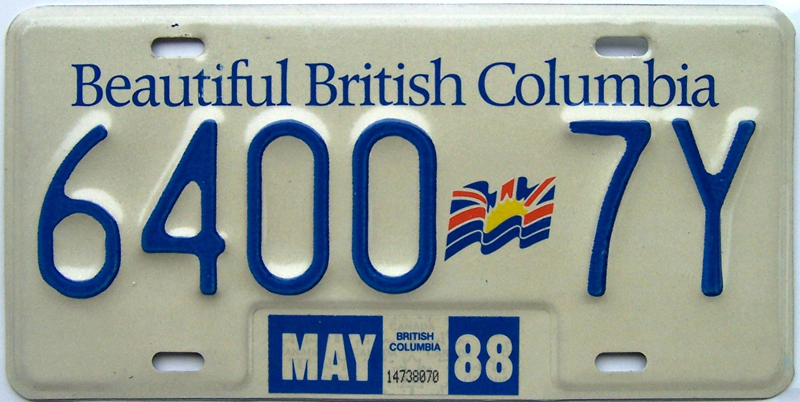 Beautiful British Columbia
6400 7Y
MAY BRITISH COLUMBIA 14738070 88